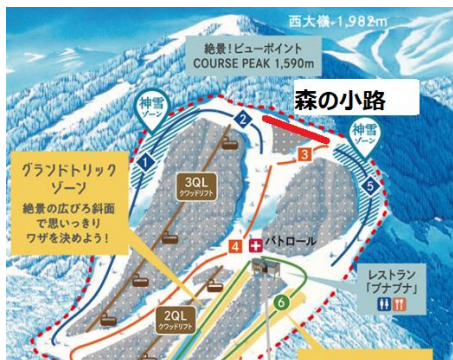 西大嶺 1,982m
絶景!ビューポイント
COURSE PEAK 1,590m
森の小路
神雪
ゾーン
神雪
ゾーン
2
1
3
5
グランドトリック
ゾーン
絶景の広びろ斜面
で思いっきり
ワザを決めよう!
3QL
クワッドリフト
4
パトロール
レストラン
「ブナブナ」
6
2QL
クワッドリフト